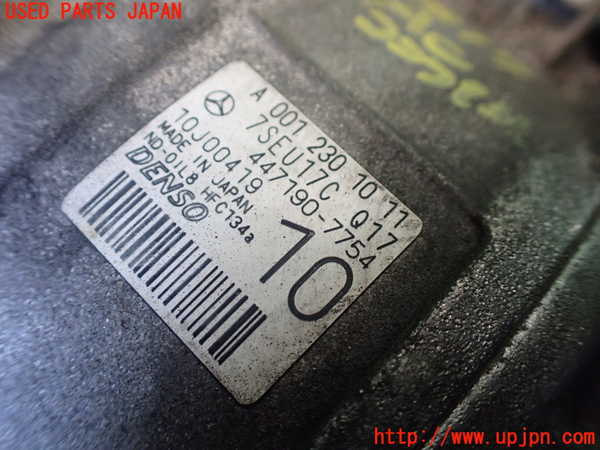 USED PARTS JAPAN
A 001 230 10 11
7SEU17C Q17
447190-7754
10J00419
MADE IN JAPAN
ND-OIL8 HFC134a
DENSO
10
http://www.upjpn.com/